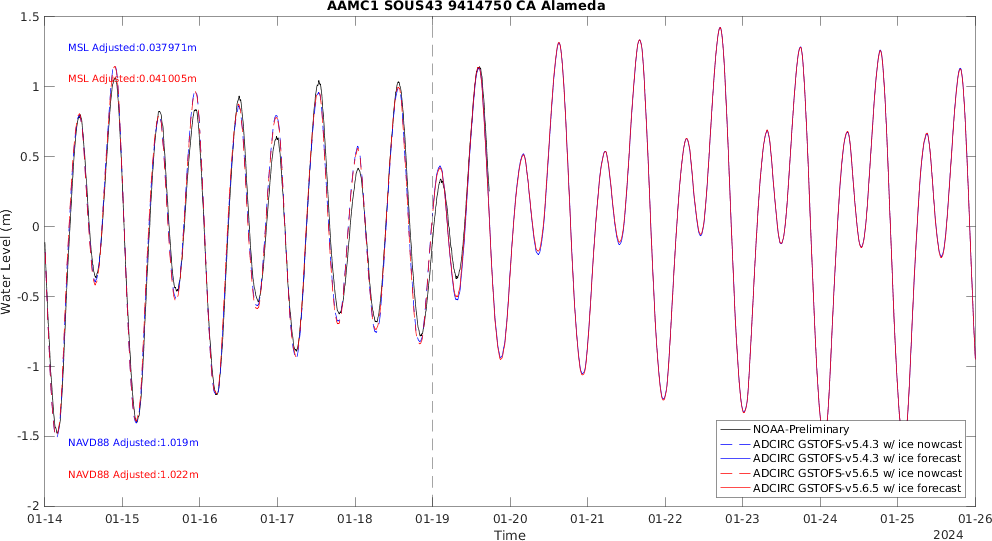 AAMC1 SOUS43 9414750 CA Alameda
MSL Adjusted:0.037971m
MSL Adjusted:0.041005m
NAVD88 Adjusted:1.019m
NAVD88 Adjusted:1.022m
Water Level (m)
1.5
1
0.5
0
-0.5
-1
-1.5
-2
NOAA-Preliminary
ADCIRC GSTOFS-v5.4.3 w/ ice nowcast
ADCIRC GSTOFS-v5.4.3 w/ ice forecast
ADCIRC GSTOFS-v5.6.5 w/ ice nowcast
ADCIRC GSTOFS-v5.6.5 w/ ice forecast
01-14 01-15 01-16 01-17 01-18 01-19 01-20 01-21 01-22 01-23 01-24 01-25 01-26
Time
2024